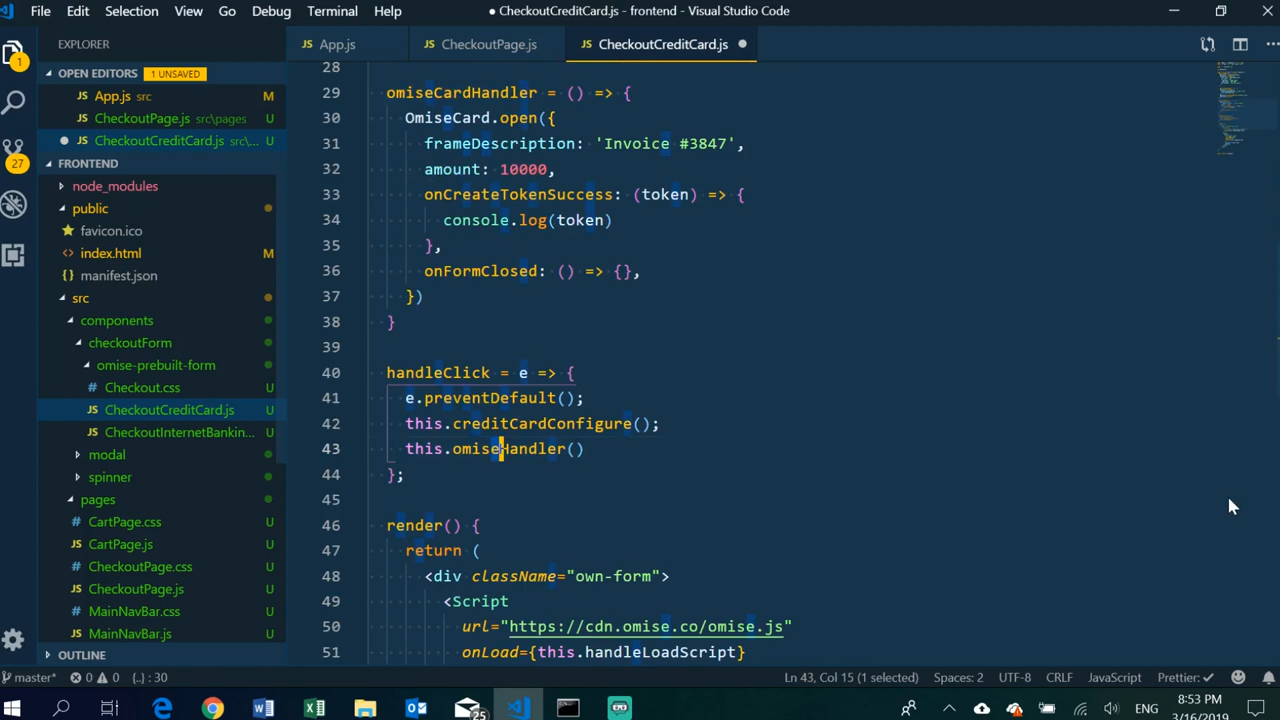 File Edit Selection View Go Debug Terminal Help ● CheckoutCreditCard.js - frontend - Visual Studio Code
EXPLORER
OPEN EDITORS 1 UNSAVED
JS App.js src M
JS CheckoutPage.js src\pages U
● JS CheckoutCreditCard.js src\... U
FRONTEND
node_modules
public
favicon.ico
<> index.html M
manifest.json
src
components
checkoutForm
omise-prebuilt-form
# Checkout.css U
JS CheckoutCreditCard.js U
JS CheckoutInternetBankin... U
modal
spinner
pages
# CartPage.css U
JS CartPage.js U
# CheckoutPage.css U
JS CheckoutPage.js U
# MainNavBar.css U
JS MainNavBar.js U
OUTLINE
1
27
JS App.js JS CheckoutPage.js JS CheckoutCreditCard.js ●
28
29 omiseCardHandler = () => {
30 OmiseCard.open({
31 frameDescription: 'Invoice #3847',
32 amount: 10000,
33 onCreateTokenSuccess: (token) => {
34 console.log(token)
35 },
36 onFormClosed: () => {},
37 })
38 }
39
40 handleClick = e => {
41 e.preventDefault();
42 this.creditCardConfigure();
43 this.omiseHandler()
44 };
45
46 render() {
47 return (
48 <div className="own-form">
49 <Script
50 url="https://cdn.omise.co/omise.js"
51 onLoad={this.handleLoadScript}
master* 0 0 {..} : 30 Ln 43, Col 15 (1 selected) Spaces: 2 UTF-8 CRLF JavaScript Prettier: ✓
25 ENG 8:53 PM
3/16/2019